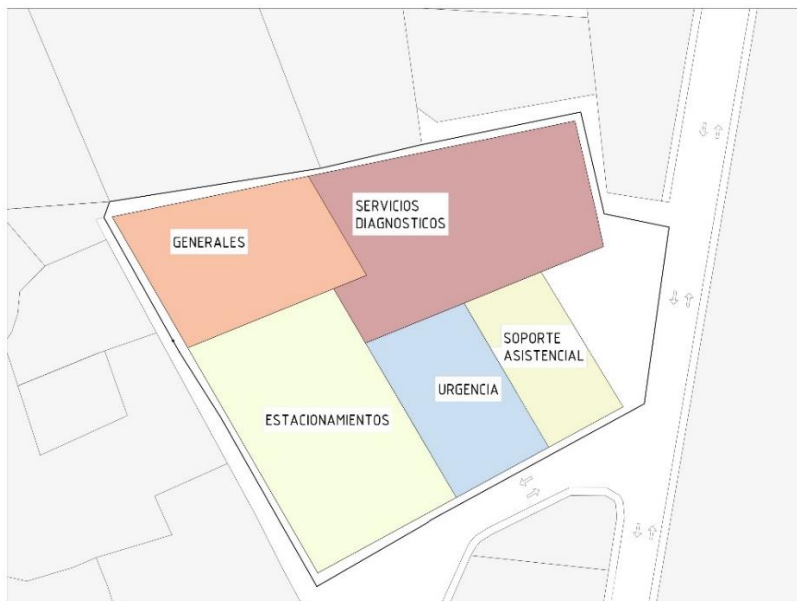 SERVICIOS
DIAGNOSTICOS
GENERALES
SOPORTE
ASISTENCIAL
URGENCIA
ESTACIONAMIENTOS